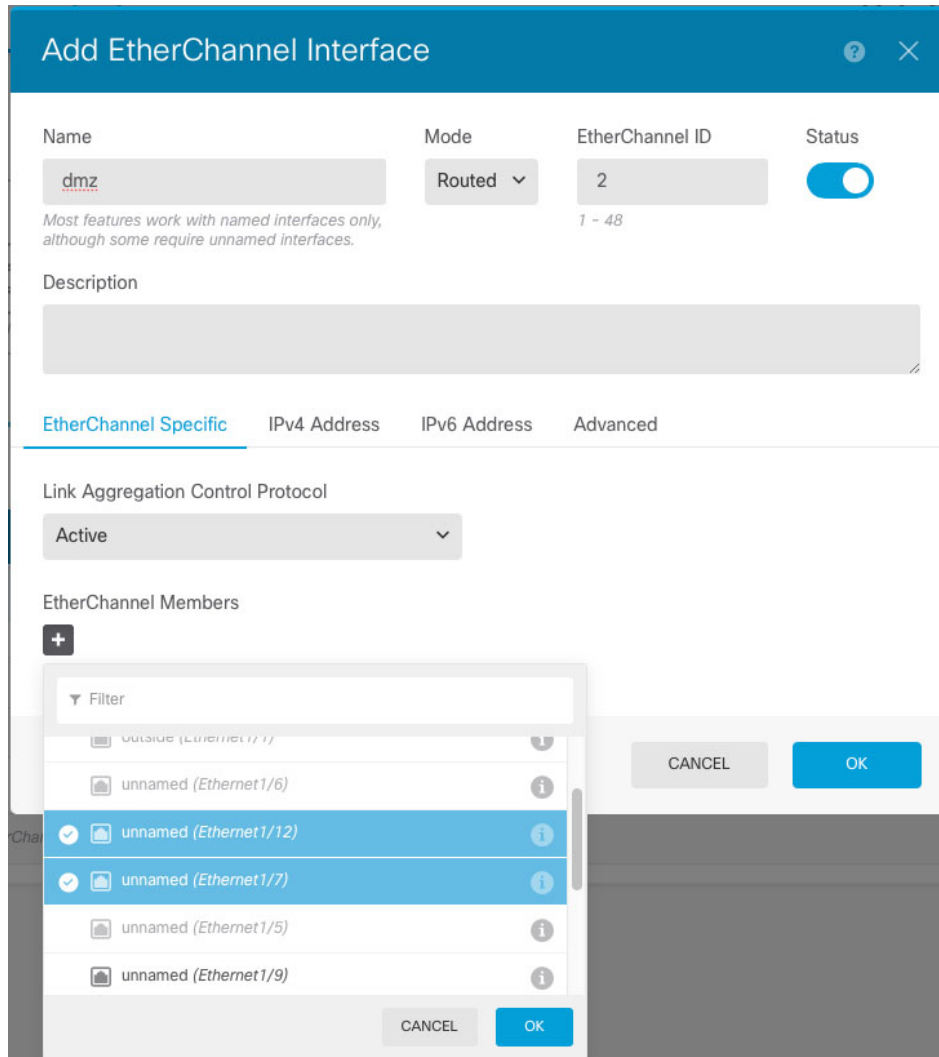 Add EtherChannel Interface
?
Name
Mode
EtherChannel ID
Status
dmz
Routed
2
Most features work with named interfaces only,
although some require unnamed interfaces.
1 - 48
Description
EtherChannel Specific
IPv4 Address
IPv6 Address
Advanced
Link Aggregation Control Protocol
Active
EtherChannel Members
+
Filter
outside (Ethernet1/1)
unnamed (Ethernet1/6)
unnamed (Ethernet1/12)
unnamed (Ethernet1/7)
unnamed (Ethernet1/5)
unnamed (Ethernet1/9)
CANCEL
OK
CANCEL
OK